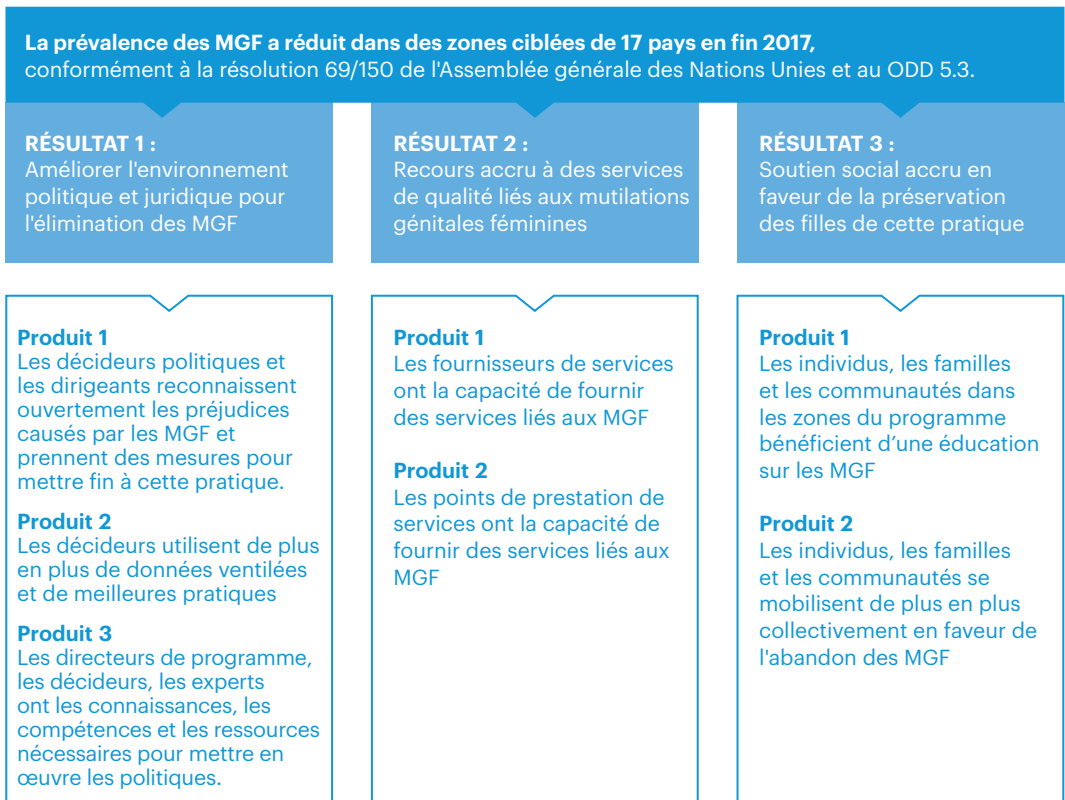 La prévalence des MGF a réduit dans des zones ciblées de 17 pays en fin 2017,
conformément à la résolution 69/150 de l'Assemblée générale des Nations Unies et au ODD 5.3.
RÉSULTAT 1 :
Améliorer l'environnement
politique et juridique pour
l'élimination des MGF
RÉSULTAT 2 :
Recours accru à des services
de qualité liés aux mutilations
génitales féminines
RÉSULTAT 3 :
Soutien social accru en
faveur de la préservation
des filles de cette pratique
Produit 1
Les décideurs politiques et
les dirigeants reconnaissent
ouvertement les préjudices
causés par les MGF et
prennent des mesures pour
mettre fin à cette pratique.
Produit 2
Les décideurs utilisent de plus
en plus de données ventilées
et de meilleures pratiques
Produit 3
Les directeurs de programme,
les décideurs, les experts
ont les connaissances, les
compétences et les ressources
nécessaires pour mettre en
œuvre les politiques.
Produit 1
Les fournisseurs de services
ont la capacité de fournir
des services liés aux MGF
Produit 2
Les points de prestation de
services ont la capacité de
fournir des services liés aux
MGF
Produit 1
Les individus, les familles
et les communautés dans
les zones du programme
bénéficient d’une éducation
sur les MGF
Produit 2
Les individus, les familles
et les communautés se
mobilisent de plus en plus
collectivement en faveur de
l'abandon des MGF